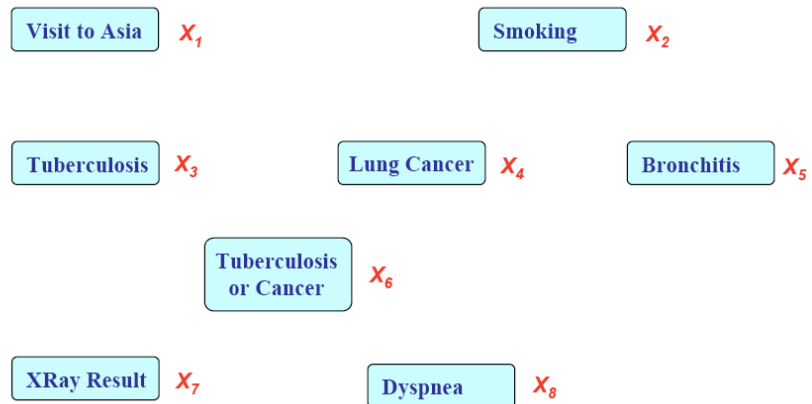 Visit to Asia X1 Smoking X2
Tuberculosis X3 Lung Cancer X4 Bronchitis X5
Tuberculosis
or Cancer X6
XRay Result X7 Dyspnea X8